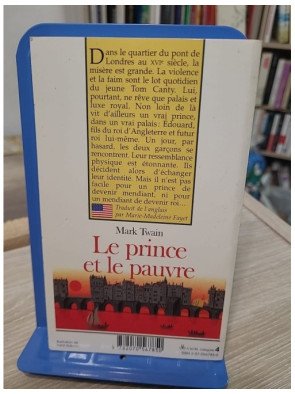 Dans le quartier du pont de
Londres au XVIe siècle, la
misère est grande. La violence
et la faim sont le lot quotidien
du jeune Tom Canty. Lui,
pourtant, ne rêve que palais et
luxe royal. Non loin de là
vit d'ailleurs un vrai prince,
dans un vrai palais: Édouard,
fils du roi d'Angleterre et futur
roi lui-même. Un jour, par
hasard, les deux garçons se
rencontrent. Leur ressemblance
physique est étonnante. Ils
décident alors d'échanger
leur identité. Mais il n'est pas
facile pour un prince de
devenir mendiant, ni pour
un mendiant de devenir roi...
Traduit de l'anglais
par Marie-Madeleine Fayet
Mark Twain
Le prince
et le pauvre